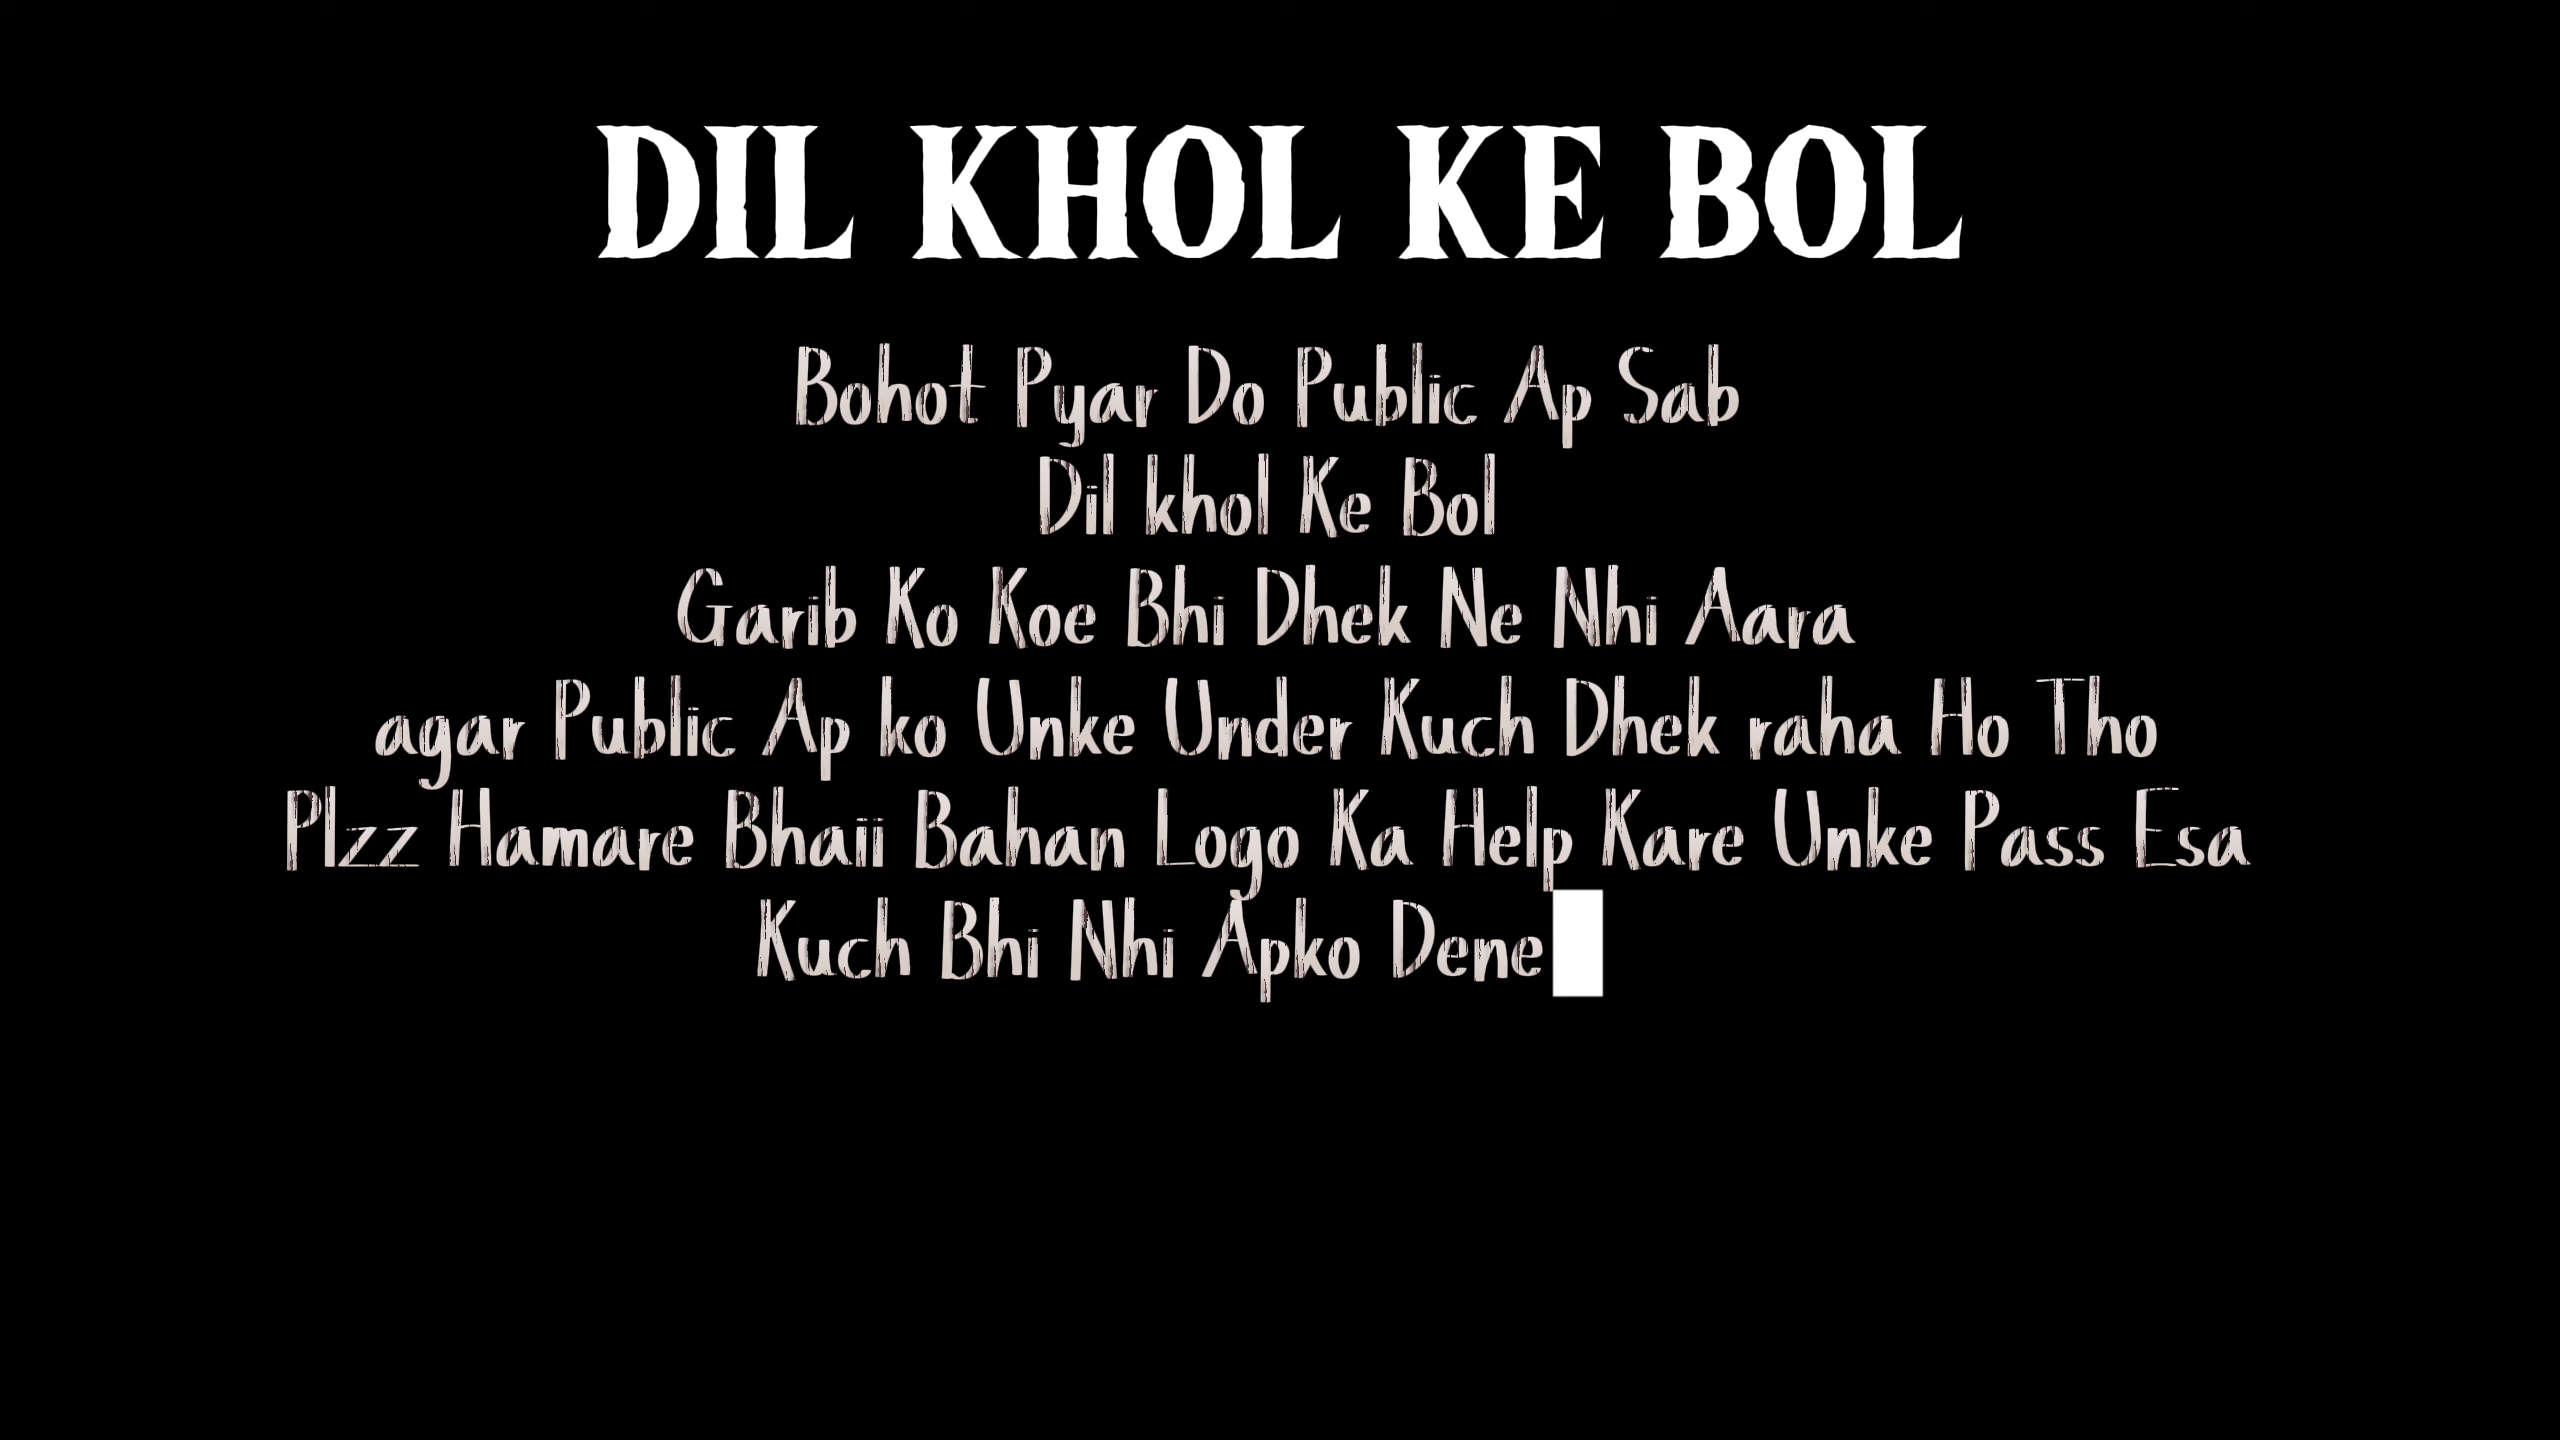 DIL KHOL KE BOL
Bohot Pyar Do Public Ap Sab
Dil khol Ke Bol
Garib Ko Koe Bhi Dhek Ne Nhi Aara
agar Public Ap ko Unke Under Kuch Dhek raha Ho Tho
Plzz Hamare Bhaii Bahan Logo Ka Help Kare Unke Pass Esa
Kuch Bhi Nhi Apko Dene